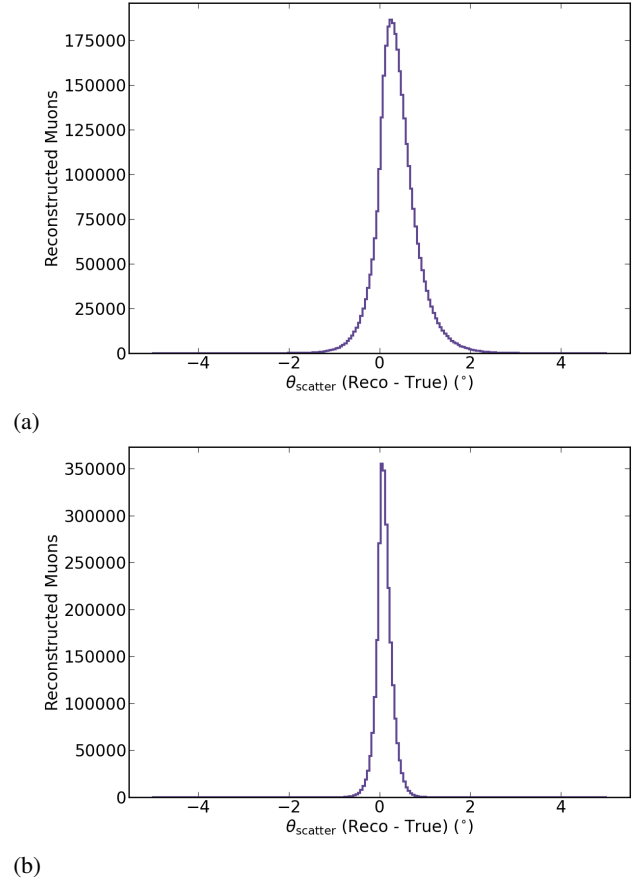 175000
150000
125000
100000
75000
50000
25000
0
Reconstructed Muons
−4 −2 0 2 4
θscatter (Reco - True) (°)
(a)
350000
300000
250000
200000
150000
100000
50000
0
Reconstructed Muons
−4 −2 0 2 4
θscatter (Reco - True) (°)
(b)